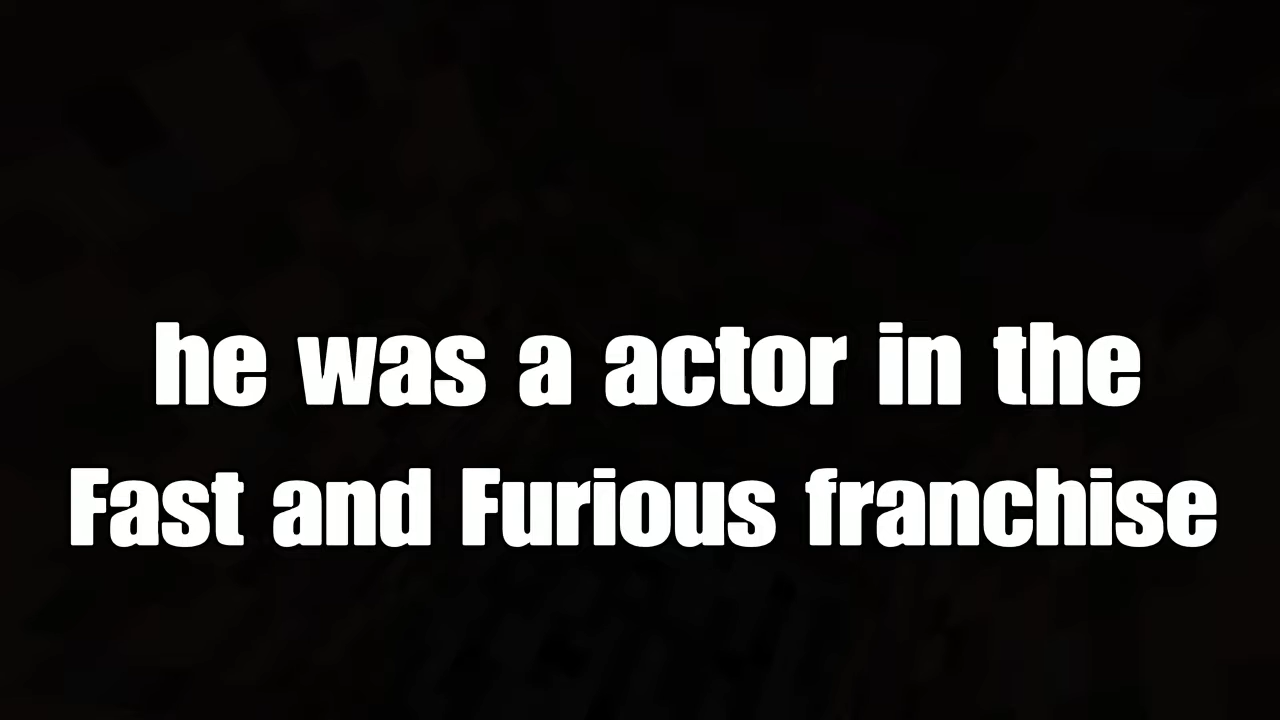 he was a actor in the
Fast and Furious franchise